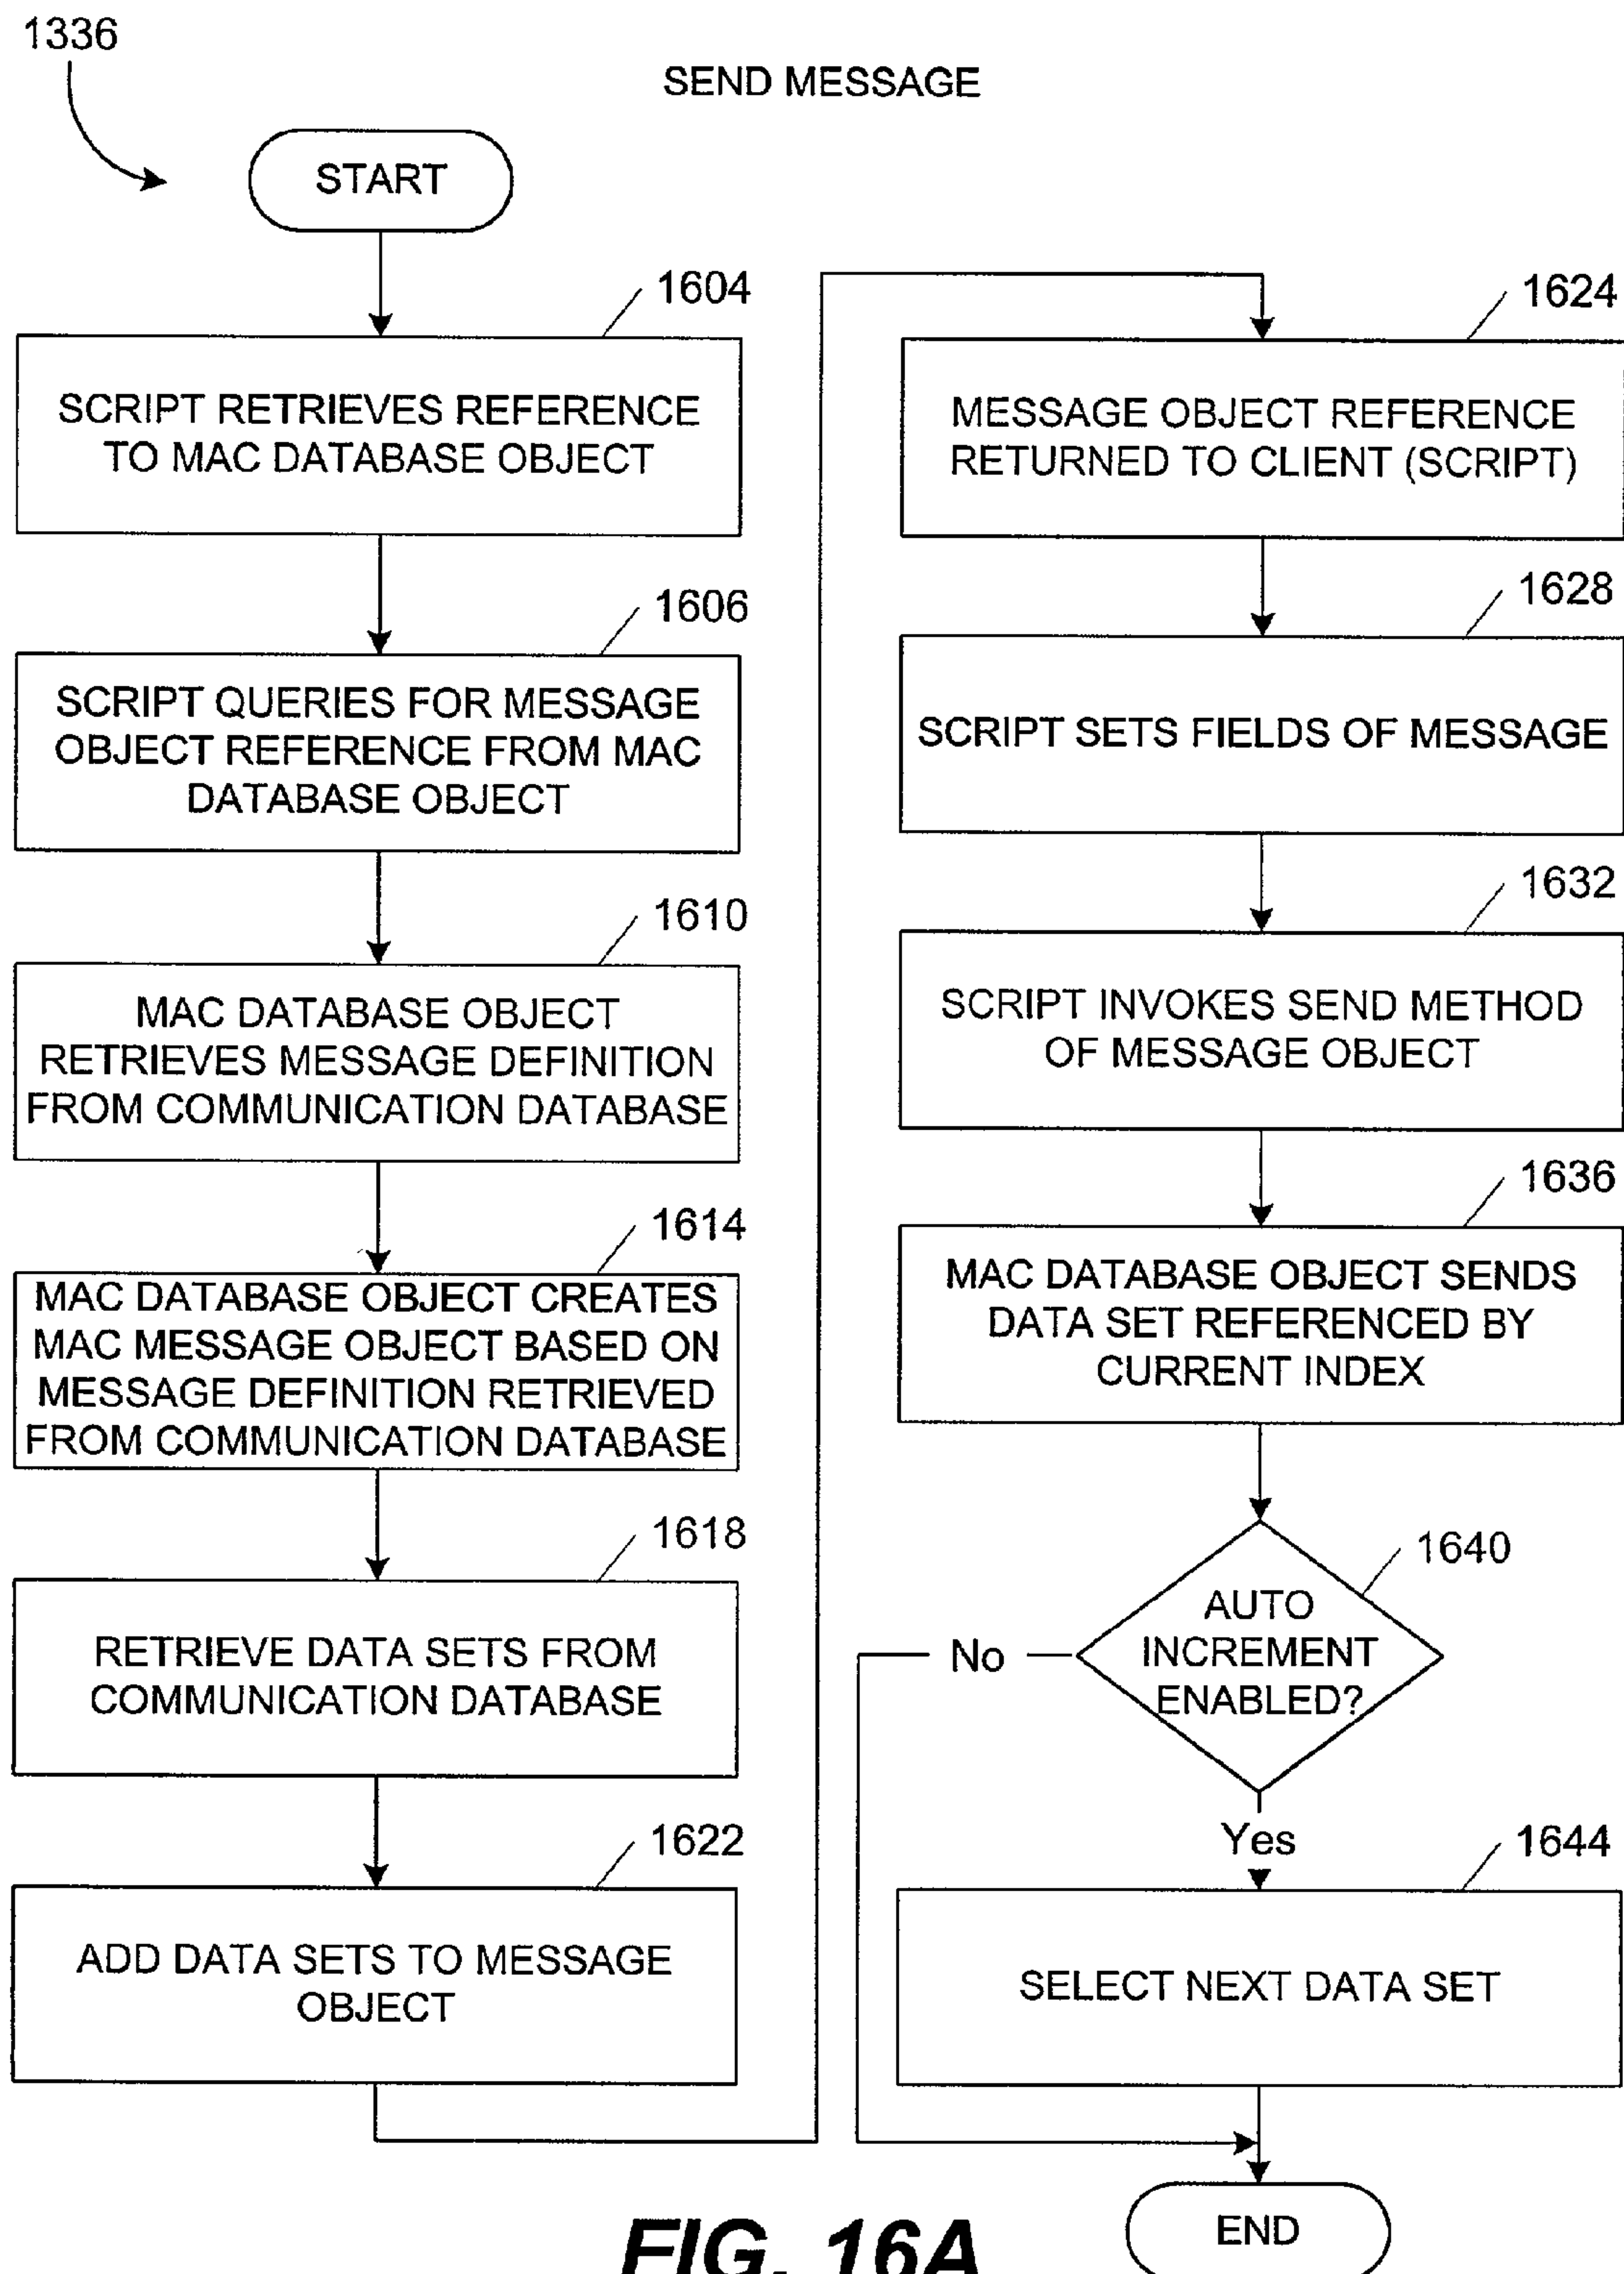 1336
SEND MESSAGE
START
1604
SCRIPT RETRIEVES REFERENCE
TO MAC DATABASE OBJECT
1606
SCRIPT QUERIES FOR MESSAGE
OBJECT REFERENCE FROM MAC
DATABASE OBJECT
1610
MAC DATABASE OBJECT
RETRIEVES MESSAGE DEFINITION
FROM COMMUNICATION DATABASE
1614
MAC DATABASE OBJECT CREATES
MAC MESSAGE OBJECT BASED ON
MESSAGE DEFINITION RETRIEVED
FROM COMMUNICATION DATABASE
1618
RETRIEVE DATA SETS FROM
COMMUNICATION DATABASE
1622
ADD DATA SETS TO MESSAGE
OBJECT
1624
MESSAGE OBJECT REFERENCE
RETURNED TO CLIENT (SCRIPT)
1628
SCRIPT SETS FIELDS OF MESSAGE
1632
SCRIPT INVOKES SEND METHOD
OF MESSAGE OBJECT
1636
MAC DATABASE OBJECT SENDS
DATA SET REFERENCED BY
CURRENT INDEX
1640
AUTO
INCREMENT
ENABLED?
No
Yes
1644
SELECT NEXT DATA SET
END
FIG. 16A